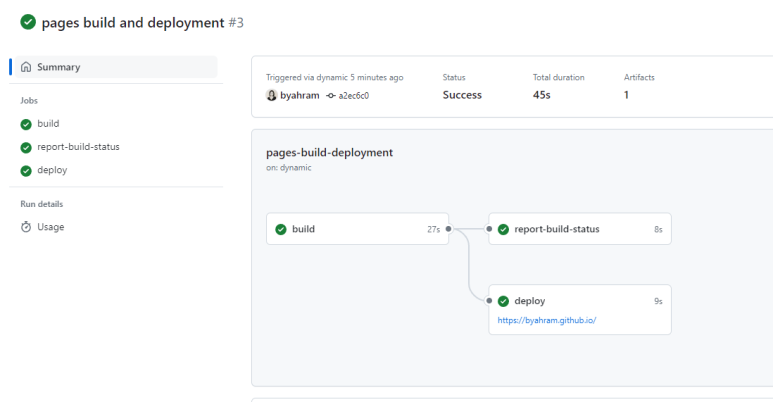 pages build and deployment #3
Summary
Jobs
build
report-build-status
deploy
Run details
Usage
Triggered via dynamic 5 minutes ago
byahram a2ec6c0
Status
Success
Total duration
45s
Artifacts
1
pages-build-deployment
on: dynamic
build 27s
report-build-status 8s
deploy 9s
https://byahram.github.io/